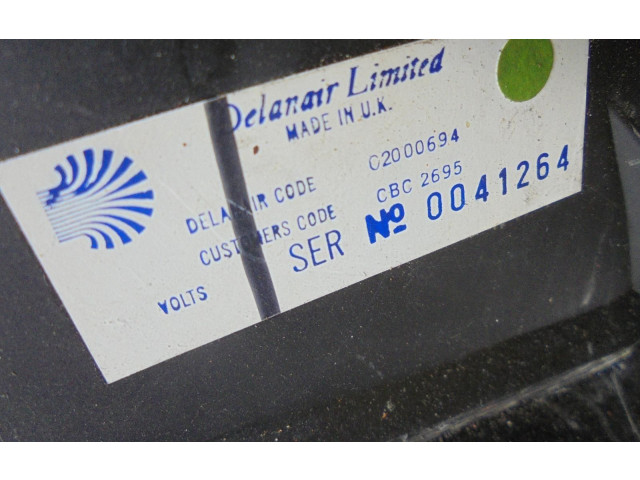 Delanair Limited
MADE IN U.K.
DELANAIR CODE C2000694
CUSTOMERS CODE CBC 2695
VOLTS SER Nº 0041264